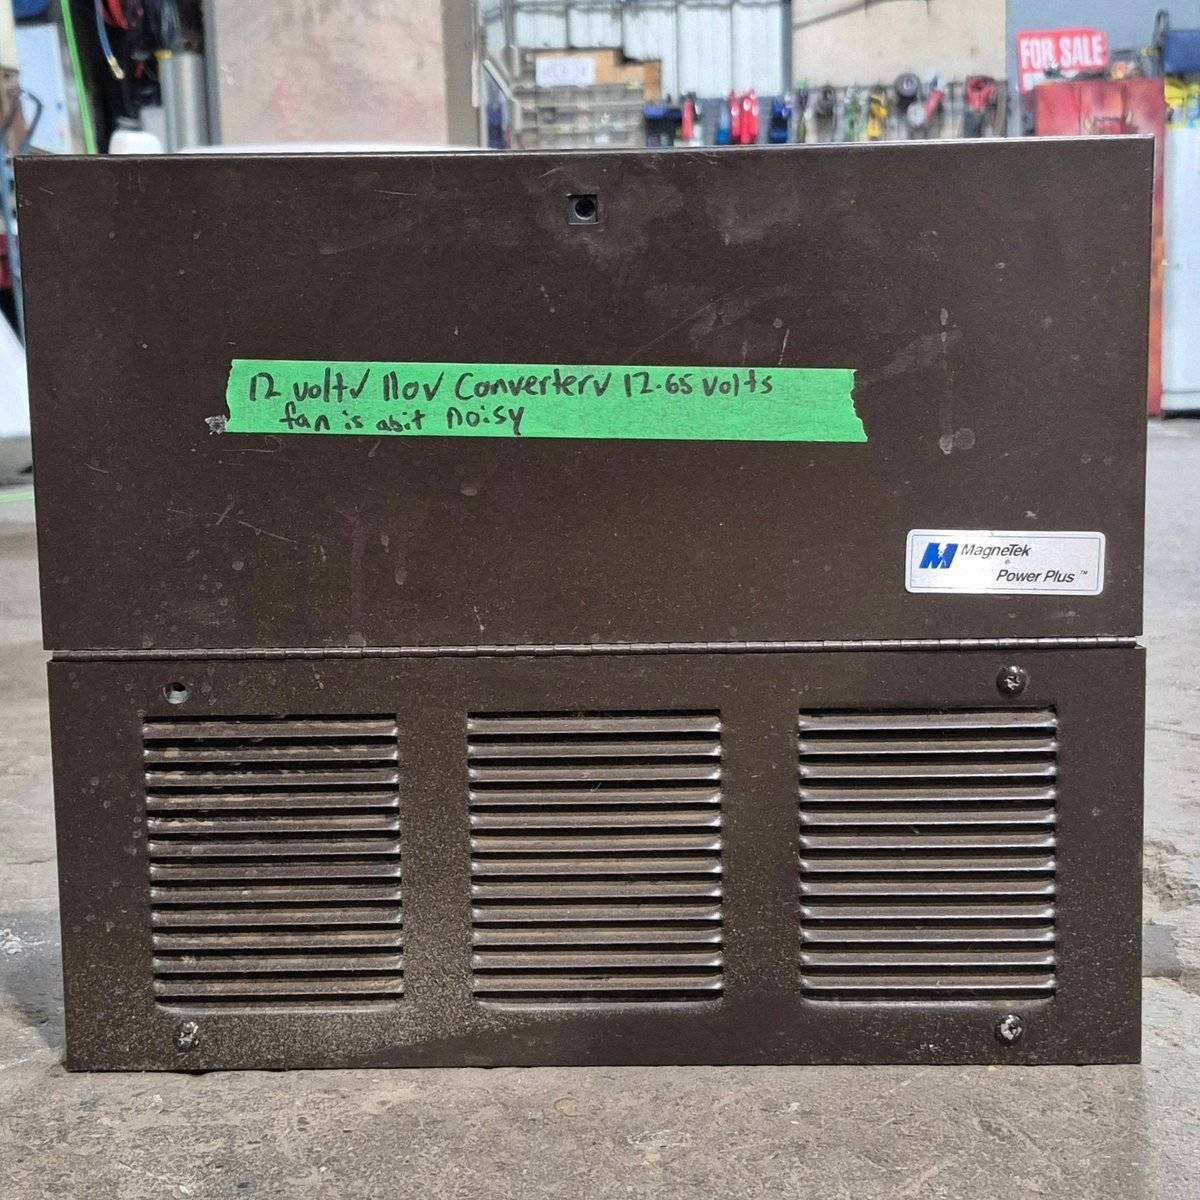 FOR SALE
12 volt✓ 110v Converter✓ 12.65 volts
fan is abit noisy
MagneTek
Power Plus™